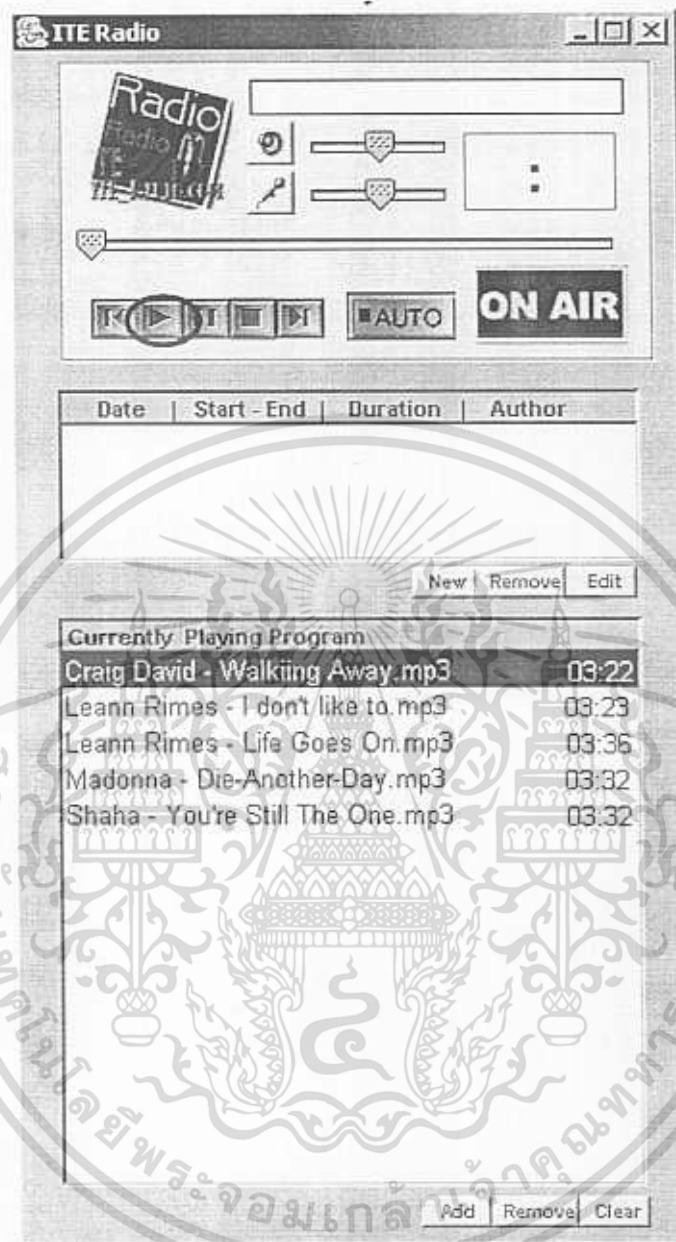 ITE Radio
Radio
Radio
:
AUTO
ON AIR
Date | Start - End | Duration | Author
New Remove Edit
Currently Playing Program
Craig David - Walkiing Away.mp3 03:22
Leann Rimes - I don't like to.mp3 03:23
Leann Rimes - Life Goes On.mp3 03:36
Madonna - Die-Another-Day.mp3 03:32
Shaha - You're Still The One.mp3 03:32
Add Remove Clear